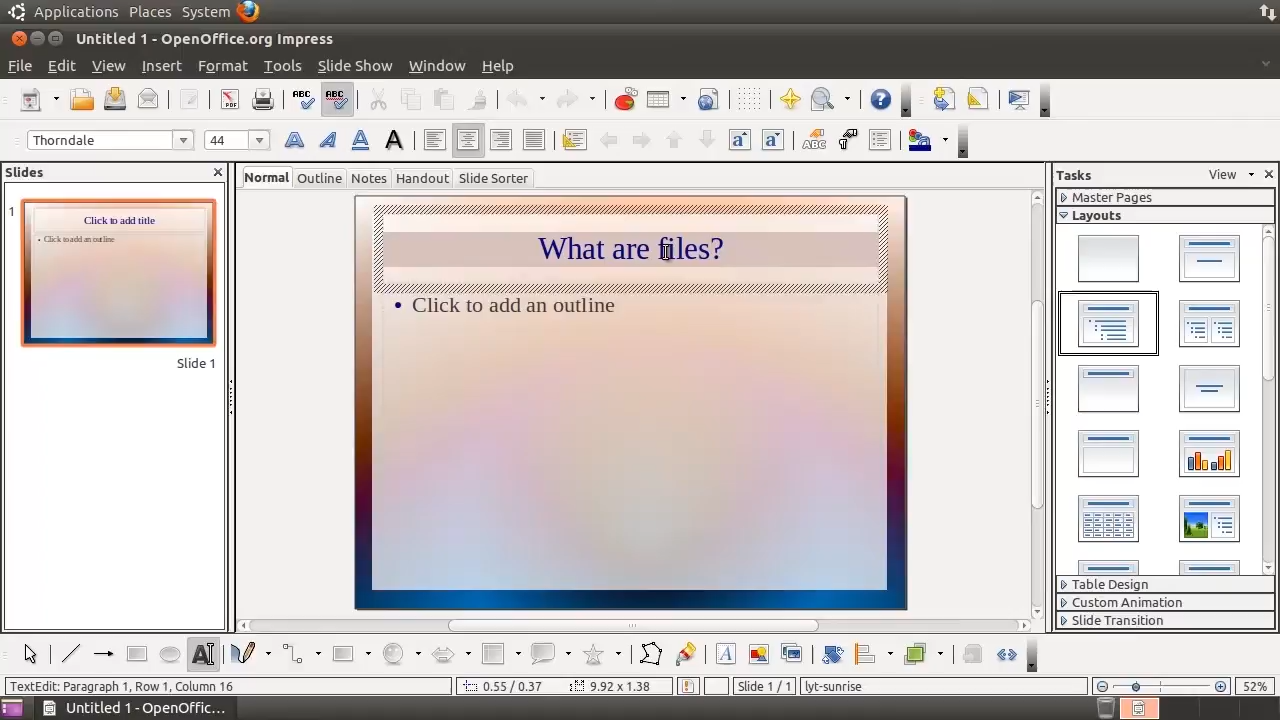 Applications Places System
Untitled 1 - OpenOffice.org Impress
File Edit View Insert Format Tools Slide Show Window Help
ABC ABC
Thorndale 44 A A A A a a ABC
Slides Normal Outline Notes Handout Slide Sorter Tasks View
Master Pages
Layouts
1
Click to add title
Click to add an outline
Slide 1
What are files?
• Click to add an outline
Table Design
Custom Animation
Slide Transition
TextEdit: Paragraph 1, Row 1, Column 16 0.55 / 0.37 9.92 x 1.38 Slide 1 / 1 lyt-sunrise 52%
Untitled 1 - OpenOffic...